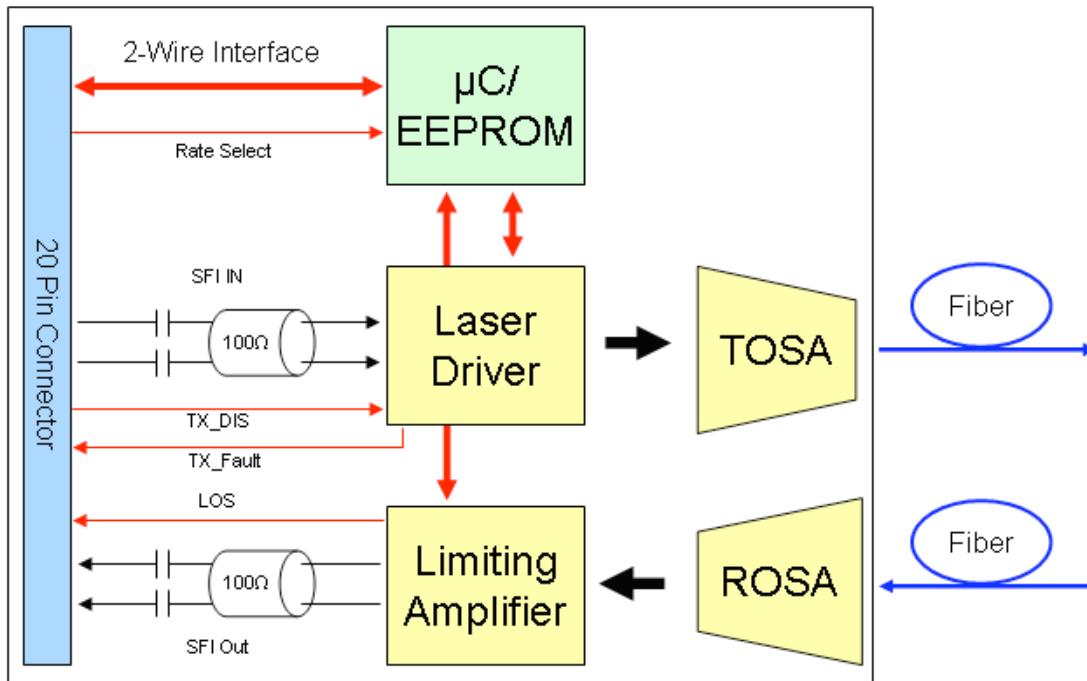 2-Wire Interface
µC/
EEPROM
Rate Select
20 Pin Connector
SFI IN
100Ω
Laser
Driver
TOSA
Fiber
TX_DIS
TX_Fault
LOS
100Ω
Limiting
Amplifier
ROSA
Fiber
SFI Out